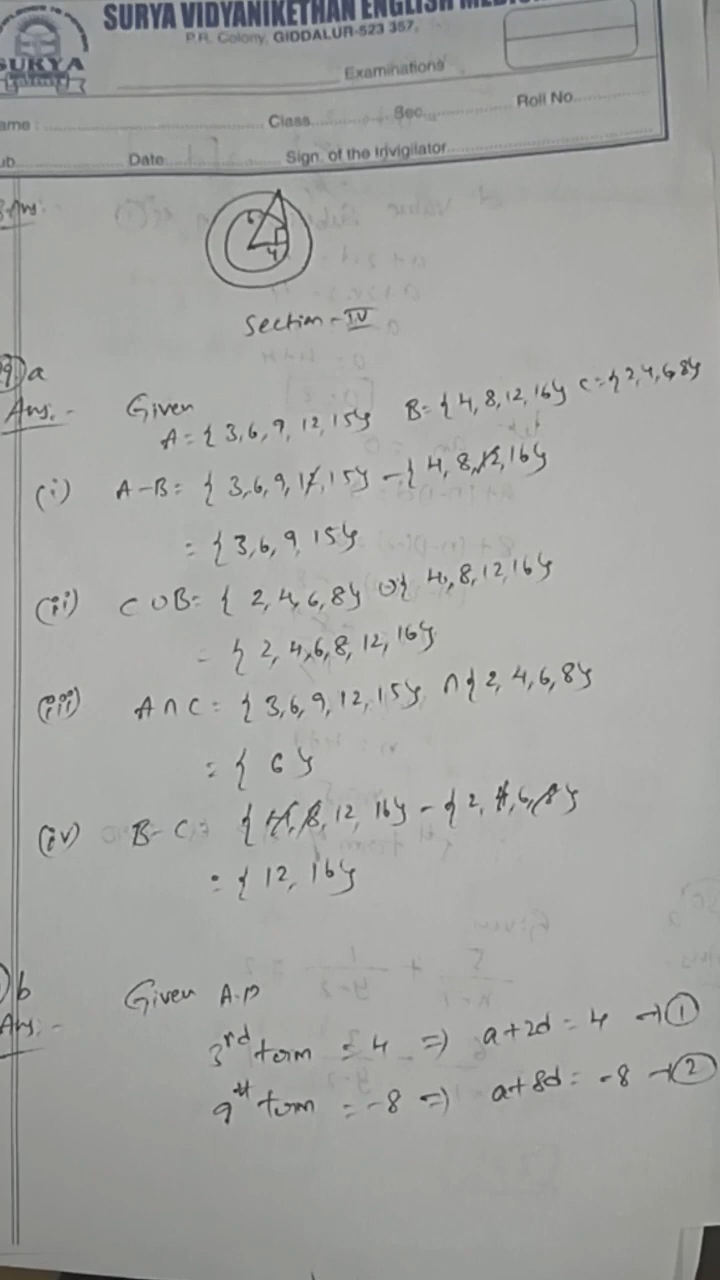 SURYA VIDYANIKETHAN ENGLISH
P.R. Colony, GIDDALUR-523 357.
SURYA
Examinations
ame :
Class
Sec
Roll No
ub
Date
Sign. of the Invigilator
Ans:
6
4
Section - IV
9) a
Ans. -
Given
A = { 3, 6, 9, 12, 15} B = { 4, 8, 12, 16} C = { 2, 4, 6, 8}
(i) A - B = { 3, 6, 9, 12, 15} - { 4, 8, 12, 16}
= { 3, 6, 9, 15}
(ii) C ∪ B = { 2, 4, 6, 8} ∪ { 4, 8, 12, 16}
= { 2, 4, 6, 8, 12, 16}
(iii) A ∩ C = { 3, 6, 9, 12, 15} ∩ { 2, 4, 6, 8}
= { 6 }
(iv) B - C = { 4, 8, 12, 16} - { 2, 4, 6, 8}
= { 12, 16}
) b
Ans: -
Given A.P
3rd term = 4 => a + 2d = 4 → ①
9th term = -8 => a + 8d = -8 → ②